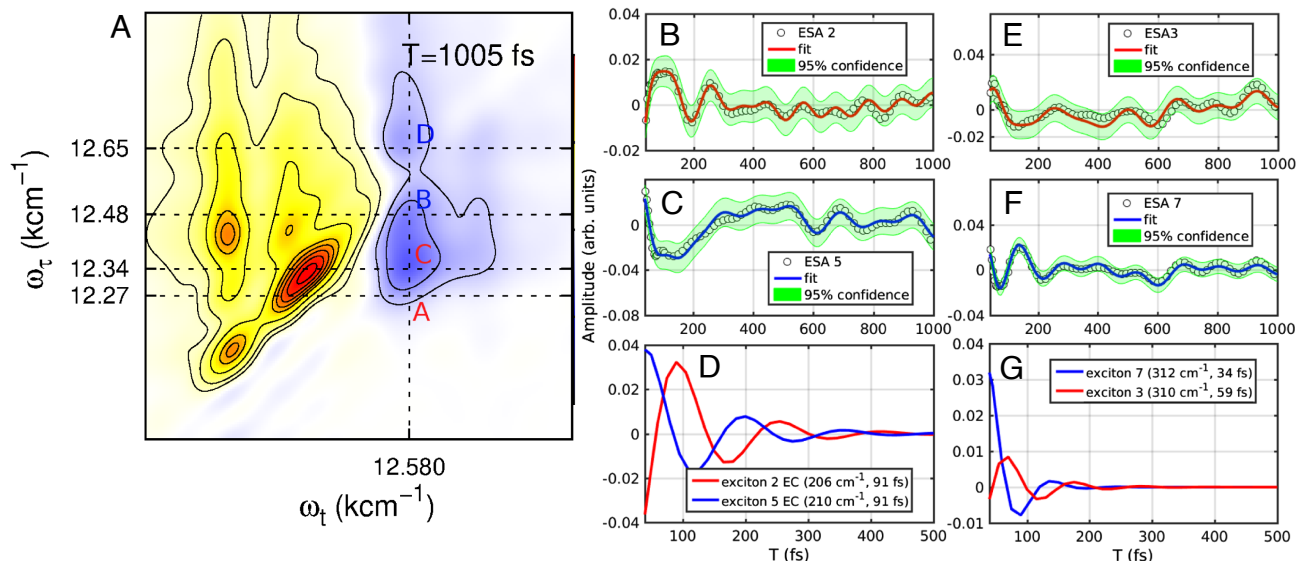 A
T=1005 fs
D
B
C
A
12.65
12.48
12.34
12.27
ωτ (kcm−1)
12.580
ωt (kcm−1)
Amplitude (arb. units)
B
ESA 2
fit
95% confidence
0.04
0.02
0
-0.02
0 200 400 600 800 1000
E
ESA3
fit
95% confidence
0.04
0
-0.02
0 200 400 600 800 1000
C
ESA 5
fit
95% confidence
0.04
0
-0.04
-0.08
0 200 400 600 800 1000
F
ESA 7
fit
95% confidence
0.04
0
-0.04
0 200 400 600 800 1000
D
exciton 2 EC (206 cm-1, 91 fs)
exciton 5 EC (210 cm-1, 91 fs)
0.04
0.02
0
-0.02
-0.04
100 200 300 400 500
T (fs)
G
exciton 7 (312 cm-1, 34 fs)
exciton 3 (310 cm-1, 59 fs)
0.04
0.03
0.02
0.01
0
-0.01
100 200 300 400 500
T (fs)